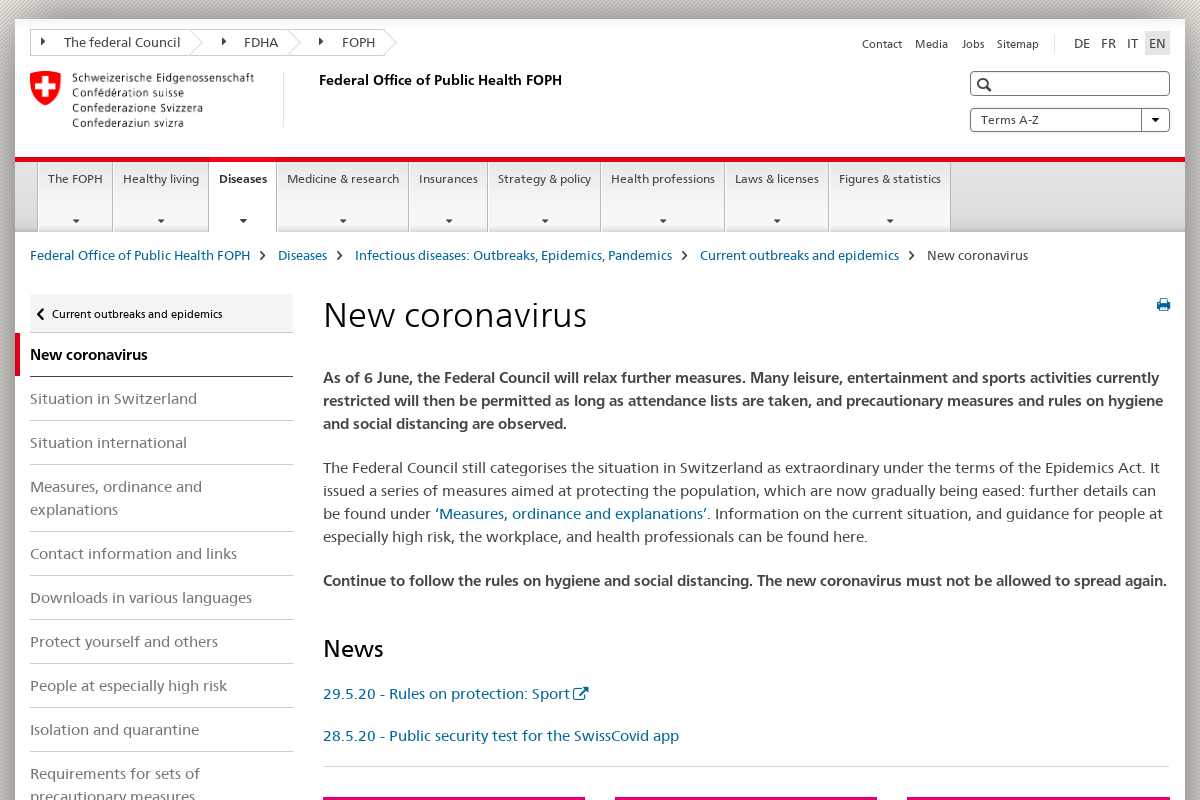 The federal Council
FDHA
FOPH
Contact
Media
Jobs
Sitemap
DE
FR
IT
EN
Schweizerische Eidgenossenschaft
Confédération suisse
Confederazione Svizzera
Confederaziun svizra
Federal Office of Public Health FOPH
Terms A-Z
The FOPH
Healthy living
Diseases
Medicine & research
Insurances
Strategy & policy
Health professions
Laws & licenses
Figures & statistics
Federal Office of Public Health FOPH
Diseases
Infectious diseases: Outbreaks, Epidemics, Pandemics
Current outbreaks and epidemics
New coronavirus
Current outbreaks and epidemics
New coronavirus
Situation in Switzerland
Situation international
Measures, ordinance and
explanations
Contact information and links
Downloads in various languages
Protect yourself and others
People at especially high risk
Isolation and quarantine
Requirements for sets of
precautionary measures
New coronavirus
As of 6 June, the Federal Council will relax further measures. Many leisure, entertainment and sports activities currently
restricted will then be permitted as long as attendance lists are taken, and precautionary measures and rules on hygiene
and social distancing are observed.
The Federal Council still categorises the situation in Switzerland as extraordinary under the terms of the Epidemics Act. It
issued a series of measures aimed at protecting the population, which are now gradually being eased: further details can
be found under ‘Measures, ordinance and explanations’. Information on the current situation, and guidance for people at
especially high risk, the workplace, and health professionals can be found here.
Continue to follow the rules on hygiene and social distancing. The new coronavirus must not be allowed to spread again.
News
29.5.20 - Rules on protection: Sport
28.5.20 - Public security test for the SwissCovid app